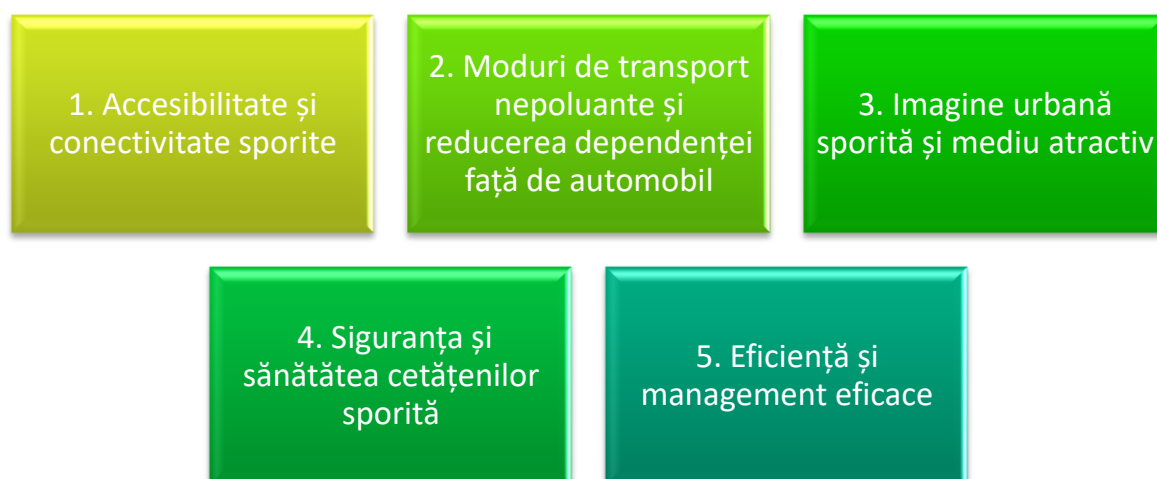 1. Accesibilitate și
conectivitate sporite
2. Moduri de transport
nepoluante și
reducerea dependenței
față de automobil
3. Imagine urbană
sporită și mediu atractiv
4. Siguranța și
sănătătea cetățenilor
sporită
5. Eficiență și
management eficace